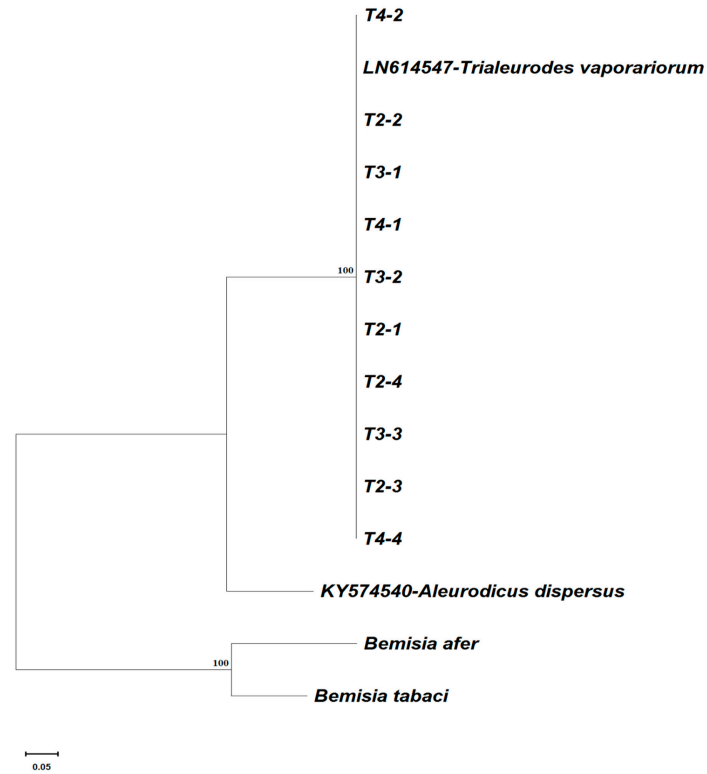 T4-2
LN614547-Trialeurodes vaporariorum
T2-2
T3-1
T4-1
100
T3-2
T2-1
T2-4
T3-3
T2-3
T4-4
KY574540-Aleurodicus dispersus
Bemisia afer
100
Bemisia tabaci
0.05